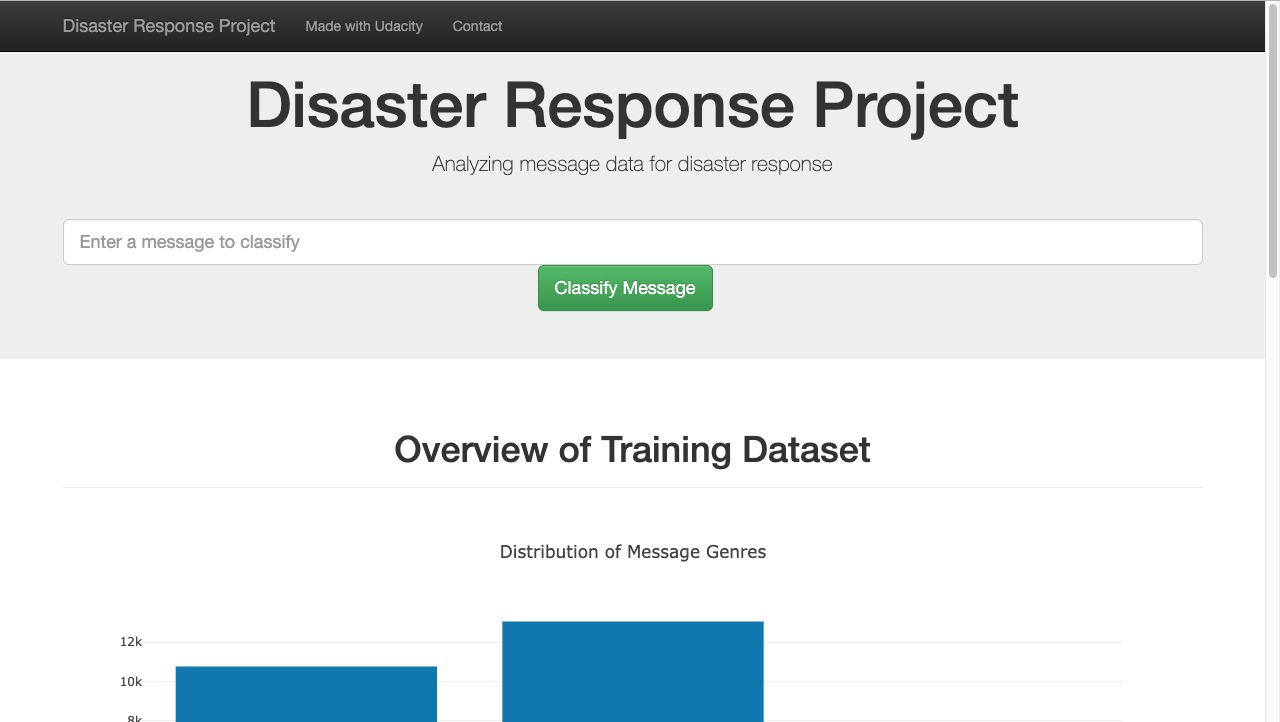 Disaster Response Project Made with Udacity Contact
Disaster Response Project
Analyzing message data for disaster response
Enter a message to classify
Classify Message
Overview of Training Dataset
Distribution of Message Genres
12k
10k
8k